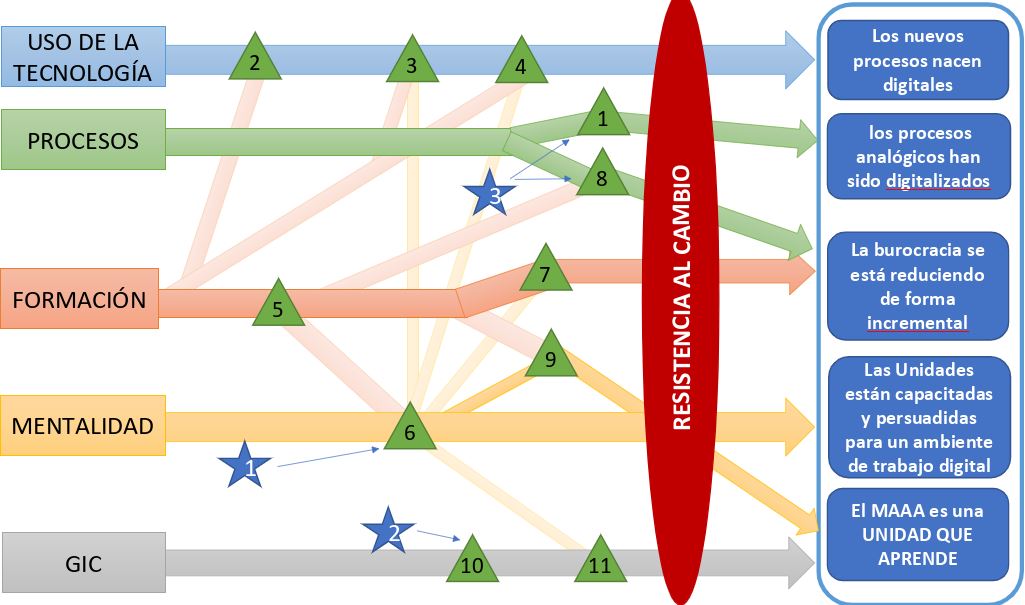 USO DE LA
TECNOLOGÍA
2
3
4
Los nuevos
procesos nacen
digitales
PROCESOS
1
8
3
los procesos
analógicos han
sido digitalizados
RESISTENCIA AL CAMBIO
FORMACIÓN
5
7
La burocracia se
está reduciendo
de forma
incremental
9
MENTALIDAD
6
1
Las Unidades
están capacitadas
y persuadidas
para un ambiente
de trabajo digital
GIC
2
10
11
El MAAA es una
UNIDAD QUE
APRENDE